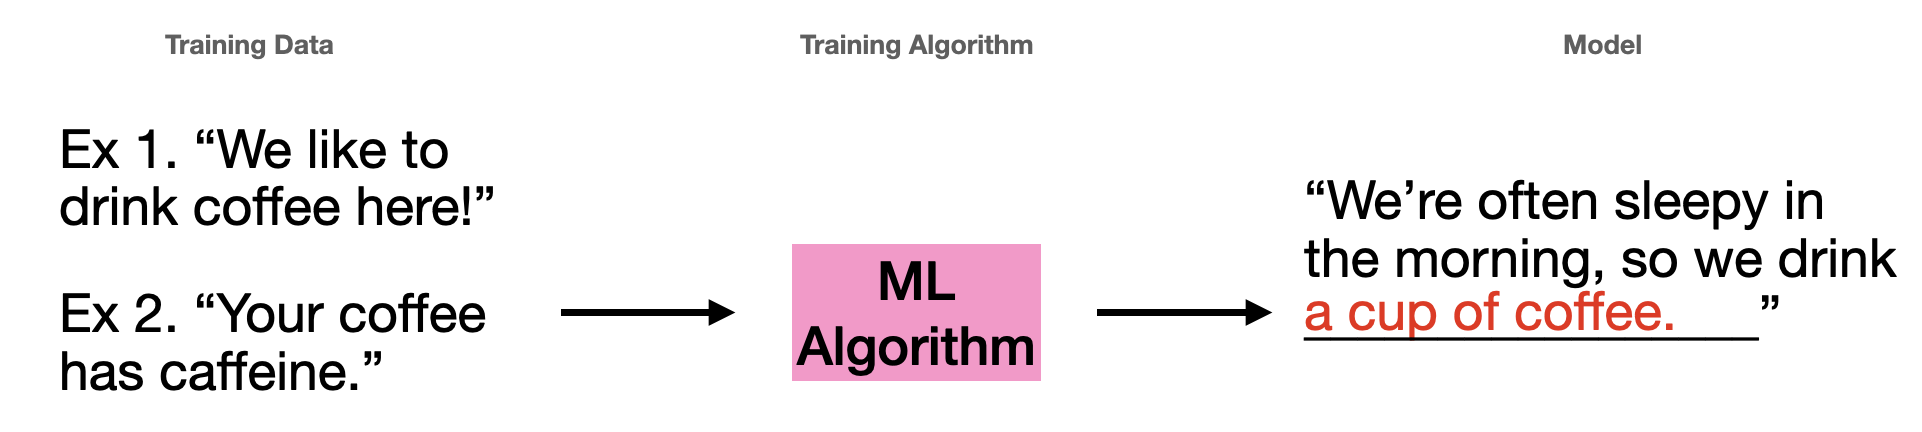 Training Data
Training Algorithm
Model
Ex 1. “We like to
drink coffee here!”
Ex 2. “Your coffee
has caffeine.”
ML
Algorithm
“We’re often sleepy in
the morning, so we drink
a cup of coffee. ”